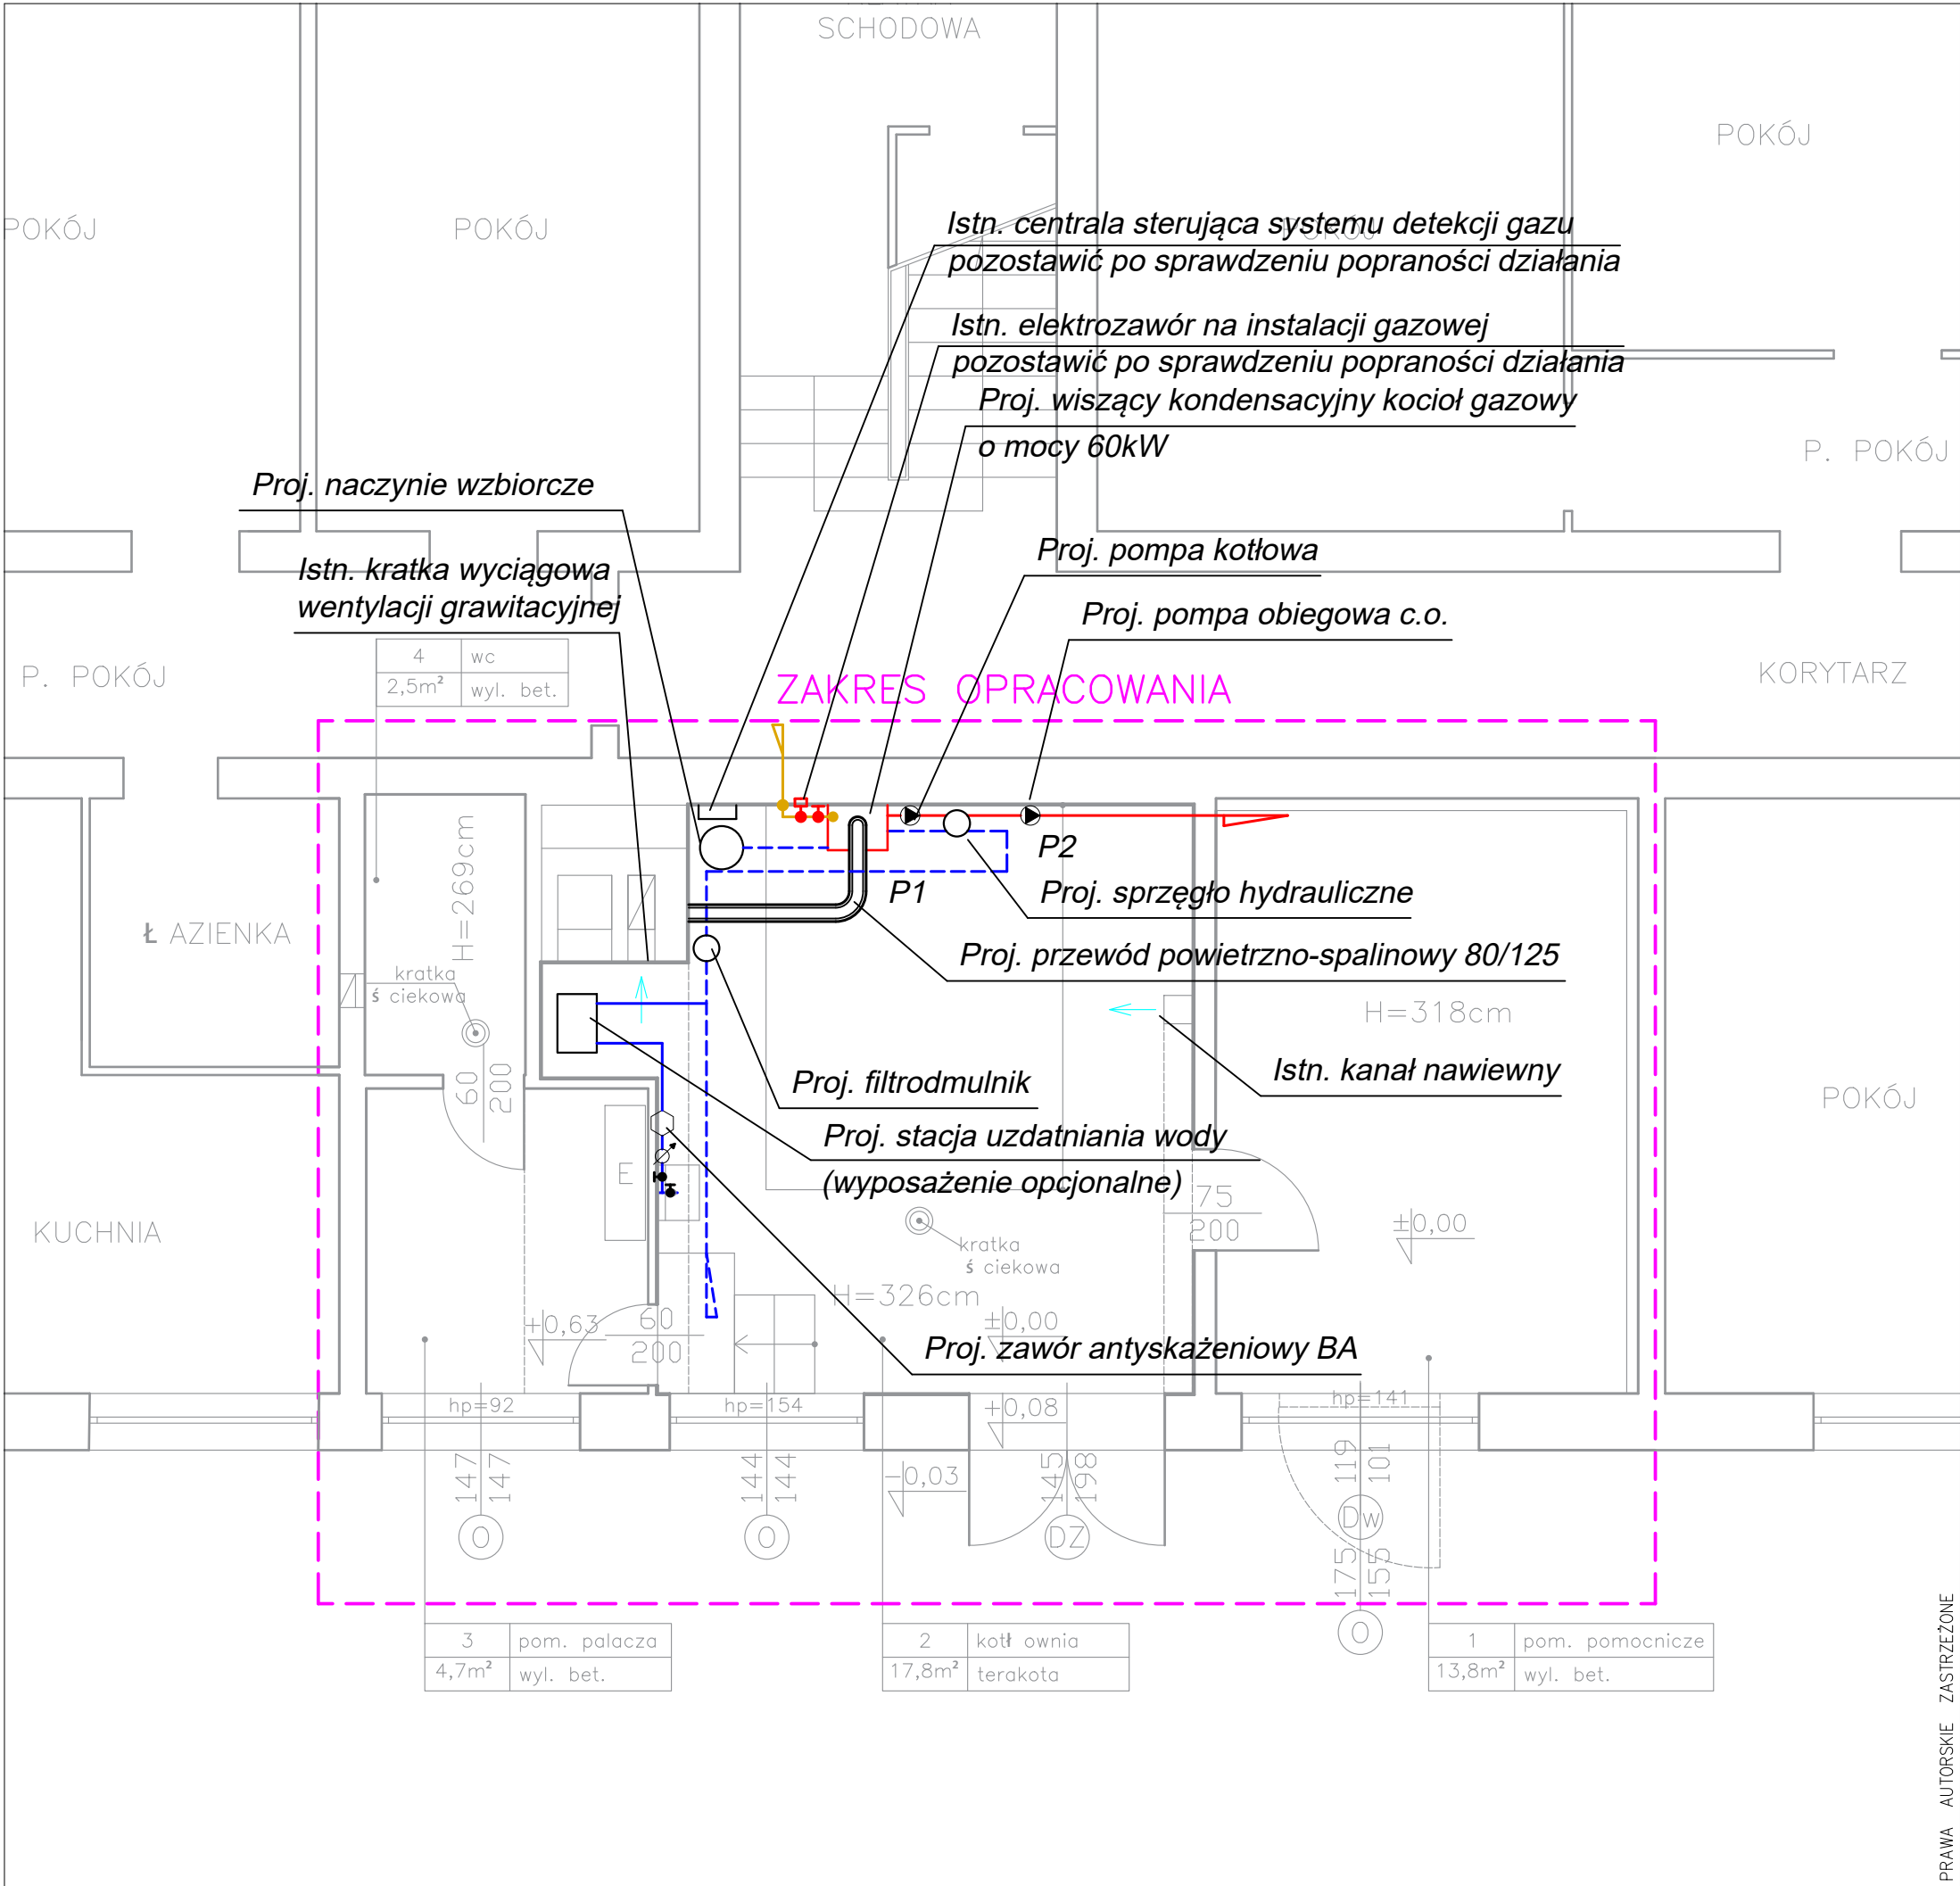 SCHODOWA
POKÓJ
POKÓJ
POKÓJ
POKÓJ
Istn. centrala sterująca systemu detekcji gazu
pozostawić po sprawdzeniu popraności działania
Istn. elektrozawór na instalacji gazowej
pozostawić po sprawdzeniu popraności działania
Proj. wiszący kondensacyjny kocioł gazowy
o mocy 60kW
P. POKÓJ
Proj. naczynie wzbiorcze
Istn. kratka wyciągowa
wentylacji grawitacyjnej
Proj. pompa kotłowa
Proj. pompa obiegowa c.o.
4 wc
2,5m² wyl. bet.
P. POKÓJ
KORYTARZ
ZAKRES OPRACOWANIA
H=269cm
P2
P1
Proj. sprzęgło hydrauliczne
Ł AZIENKA
Proj. przewód powietrzno-spalinowy 80/125
kratka
ś ciekowa
H=318cm
60
200
Proj. filtrodmulnik
Istn. kanał nawiewny
POKÓJ
Proj. stacja uzdatniania wody
(wyposażenie opcjonalne)
E
75
200
±0,00
KUCHNIA
kratka
ś ciekowa
H=326cm
+0,63
60
200
±0,00
Proj. zawór antyskażeniowy BA
hp=92
hp=154
hp=141
+0,08
-0,03
147
147
144
144
145
198
119
101
O
O
DZ
Dw
175
155
O
3 pom. palacza
4,7m² wyl. bet.
2 kotł ownia
17,8m² terakota
1 pom. pomocnicze
13,8m² wyl. bet.
PRAWA AUTORSKIE ZASTRZEŻONE